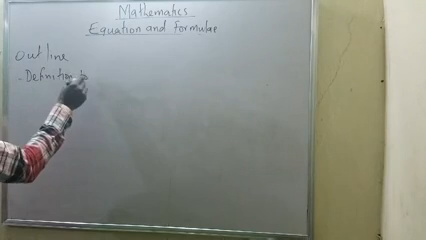 Mathematics
Equation and formulae
Outline
- Definition